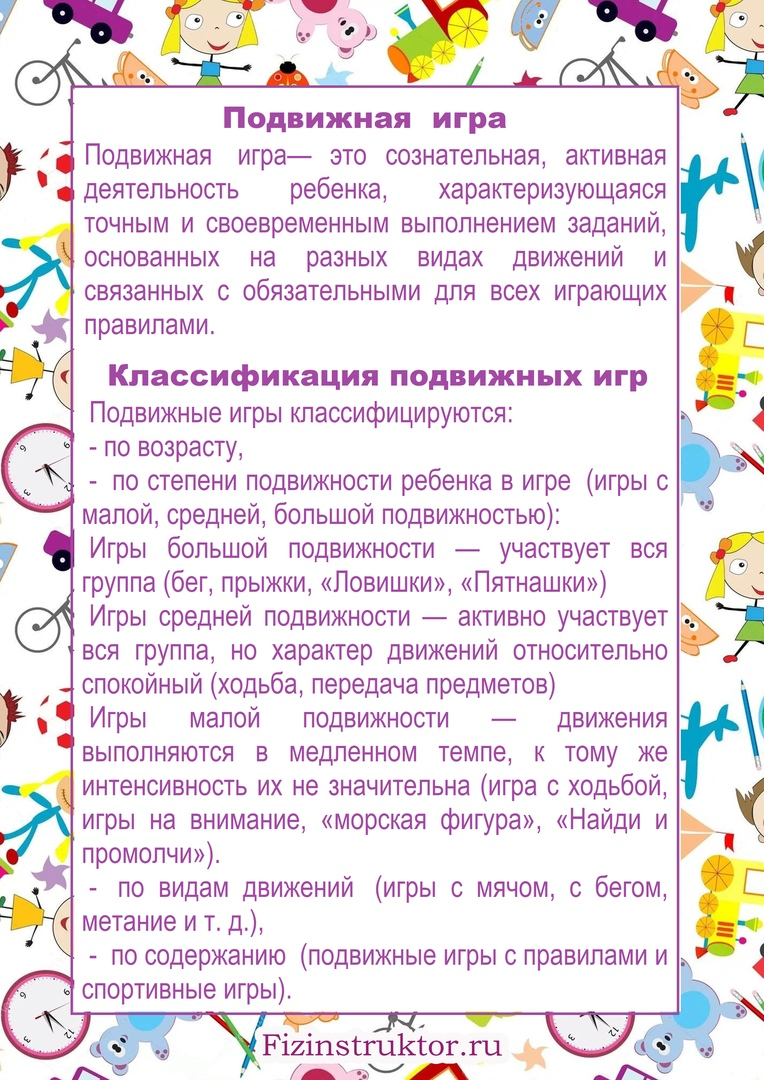 Подвижная игра
Подвижная игра— это сознательная, активная
деятельность ребенка, характеризующаяся
точным и своевременным выполнением заданий,
основанных на разных видах движений и
связанных с обязательными для всех играющих
правилами.
Классификация подвижных игр
Подвижные игры классифицируются:
- по возрасту,
- по степени подвижности ребенка в игре (игры с
малой, средней, большой подвижностью):
Игры большой подвижности — участвует вся
группа (бег, прыжки, «Ловишки», «Пятнашки»)
Игры средней подвижности — активно участвует
вся группа, но характер движений относительно
спокойный (ходьба, передача предметов)
Игры малой подвижности — движения
выполняются в медленном темпе, к тому же
интенсивность их не значительна (игра с ходьбой,
игры на внимание, «морская фигура», «Найди и
промолчи»).
- по видам движений (игры с мячом, с бегом,
метание и т. д.),
- по содержанию (подвижные игры с правилами и
спортивные игры).
Fizinstruktor.ru